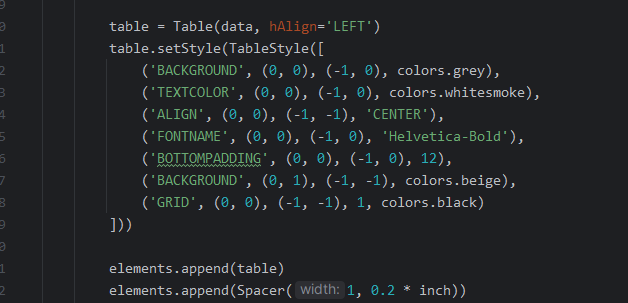 table = Table(data, hAlign='LEFT')
table.setStyle(TableStyle([
('BACKGROUND', (0, 0), (-1, 0), colors.grey),
('TEXTCOLOR', (0, 0), (-1, 0), colors.whitesmoke),
('ALIGN', (0, 0), (-1, -1), 'CENTER'),
('FONTNAME', (0, 0), (-1, 0), 'Helvetica-Bold'),
('BOTTOMPADDING', (0, 0), (-1, 0), 12),
('BACKGROUND', (0, 1), (-1, -1), colors.beige),
('GRID', (0, 0), (-1, -1), 1, colors.black)
]))
elements.append(table)
elements.append(Spacer( width: 1, 0.2 * inch))